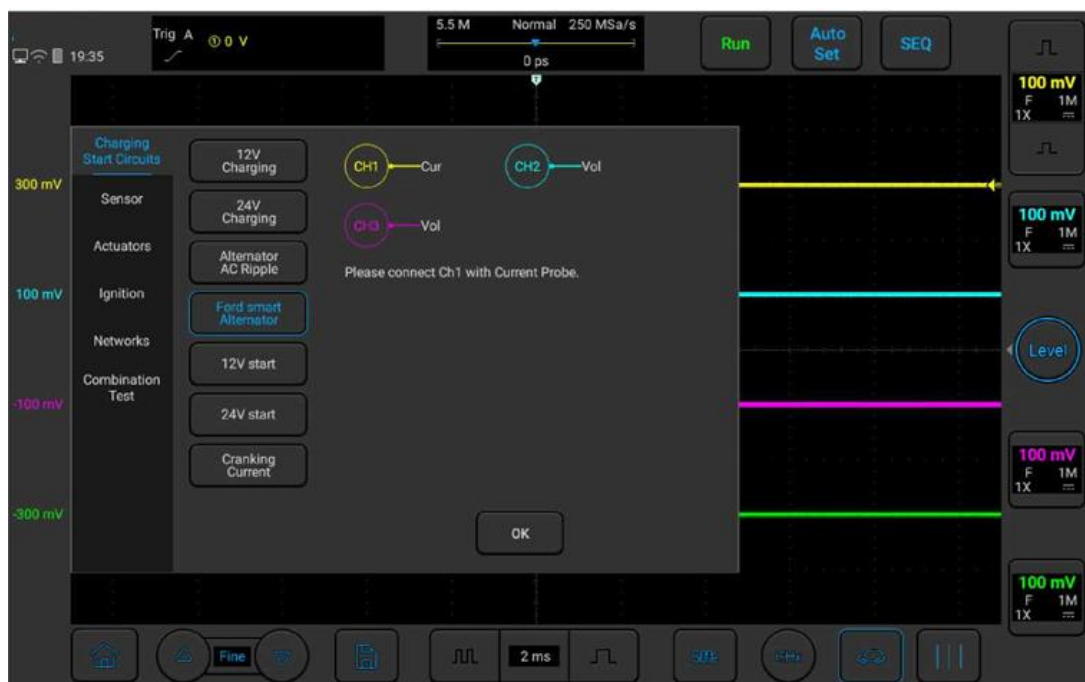 Trig A ① 0 V
5.5 M Normal 250 MSa/s
0 ps
T
Run
Auto
Set
SEQ
19:35
100 mV
F 1M
1X
300 mV
100 mV
-100 mV
-300 mV
Charging
Start Circuits
Sensor
Actuators
Ignition
Networks
Combination
Test
12V
Charging
24V
Charging
Alternator
AC Ripple
Ford smart
Alternator
12V start
24V start
Cranking
Current
CH1 Cur
CH2 Vol
CH3 Vol
Please connect Ch1 with Current Probe.
OK
100 mV
F 1M
1X
Level
100 mV
F 1M
1X
100 mV
F 1M
1X
Fine
2 ms
50%